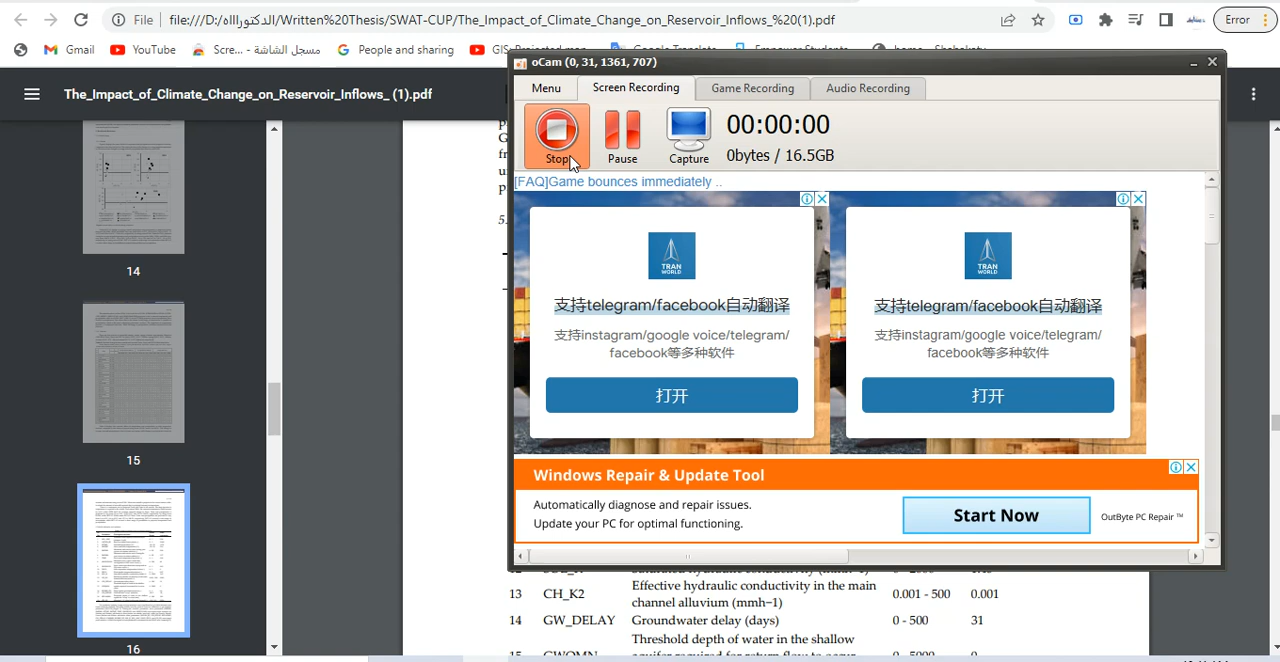 File
file:///D:/الدكتورااله/Written%20Thesis/SWAT-CUP/The_Impact_of_Climate_Change_on_Reservoir_Inflows_%20(1).pdf
Error
Gmail
YouTube
مسجل الشاشة - ...Scre
People and sharing
oCam (0, 31, 1361, 707)
The_Impact_of_Climate_Change_on_Reservoir_Inflows_ (1).pdf
Menu
Screen Recording
Game Recording
Audio Recording
Stop
Pause
Capture
00:00:00
0bytes / 16.5GB
[FAQ]Game bounces immediately ..
TRAN
WORLD
支持telegram/facebook自动翻译
支持instagram/google voice/telegram/
facebook等多种软件
打开
TRAN
WORLD
支持telegram/facebook自动翻译
支持instagram/google voice/telegram/
facebook等多种软件
打开
Windows Repair & Update Tool
Automatically diagnose and repair issues.
Update your PC for optimal functioning.
Start Now
OutByte PC Repair ™
14
15
16
Effective hydraulic conductivity in the main
13 CH_K2 channel alluvium (mmh−1) 0.001 - 500 0.001
14 GW_DELAY Groundwater delay (days) 0 - 500 31
Threshold depth of water in the shallow